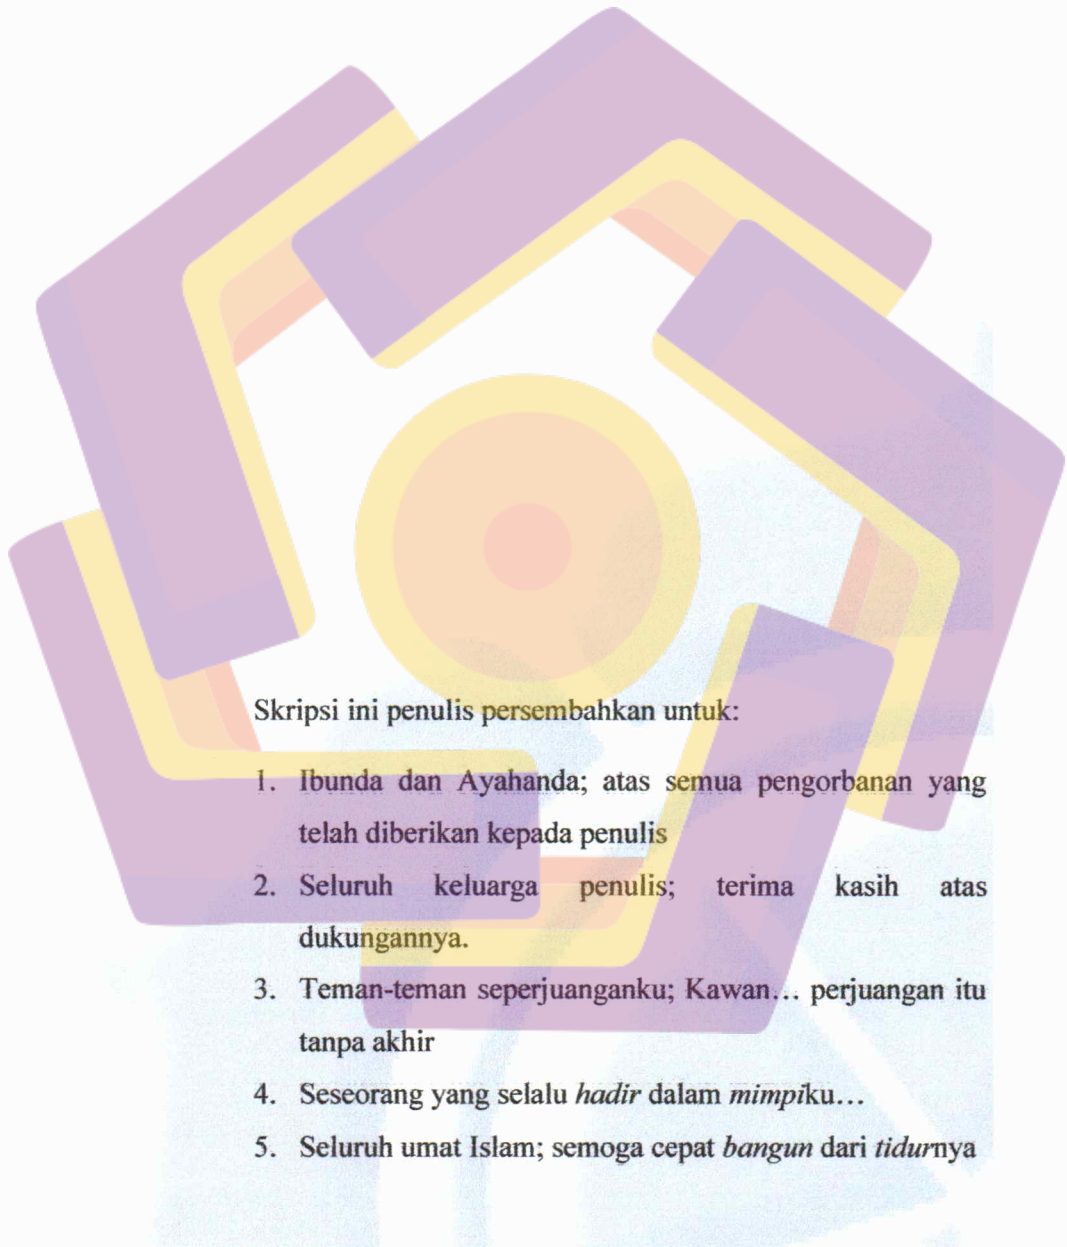 Skripsi ini penulis persembahkan untuk:
1. Ibunda dan Ayahanda; atas semua pengorbanan yang
telah diberikan kepada penulis
2. Seluruh keluarga penulis; terima kasih atas
dukungannya.
3. Teman-teman seperjuanganku; Kawan… perjuangan itu
tanpa akhir
4. Seseorang yang selalu hadir dalam mimpiku…
5. Seluruh umat Islam; semoga cepat bangun dari tidurnya